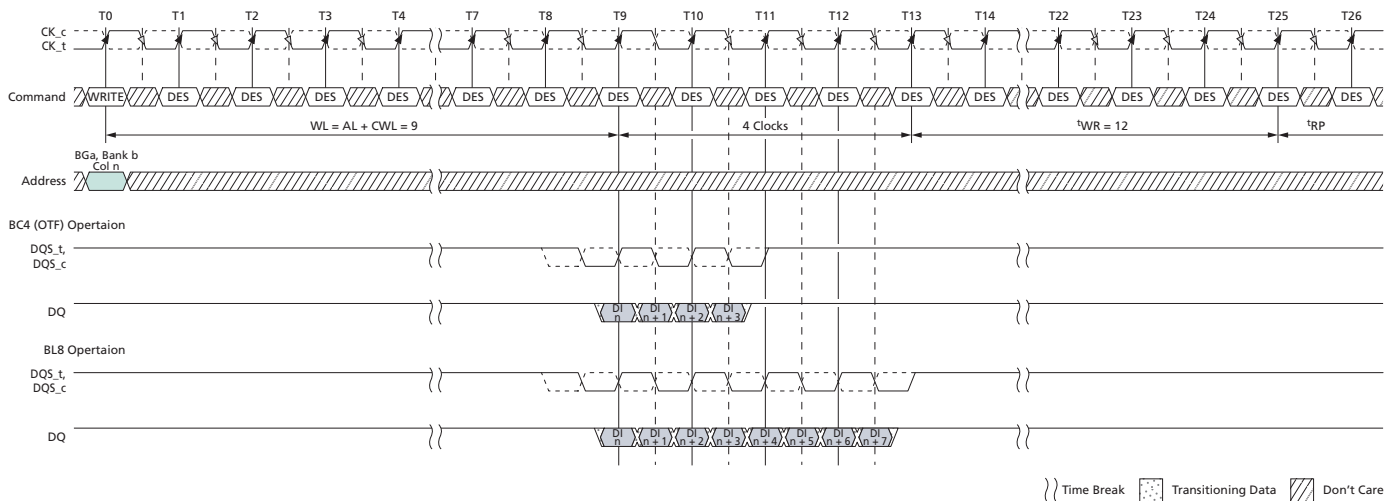 T0 T1 T2 T3 T4 T7 T8 T9 T10 T11 T12 T13 T14 T22 T23 T24 T25 T26
CK_c
CK_t
Command WRITE DES DES DES DES DES DES DES DES DES DES DES DES DES DES DES DES DES
WL = AL + CWL = 9 4 Clocks tWR = 12 tRP
BGa, Bank b
Col n
Address
BC4 (OTF) Opertaion
DQS_t,
DQS_c
DQ DI n DI n + 1 DI n + 2 DI n + 3
BL8 Opertaion
DQS_t,
DQS_c
DQ DI n DI n + 1 DI n + 2 DI n + 3 DI n + 4 DI n + 5 DI n + 6 DI n + 7
Time Break Transitioning Data Don't Care